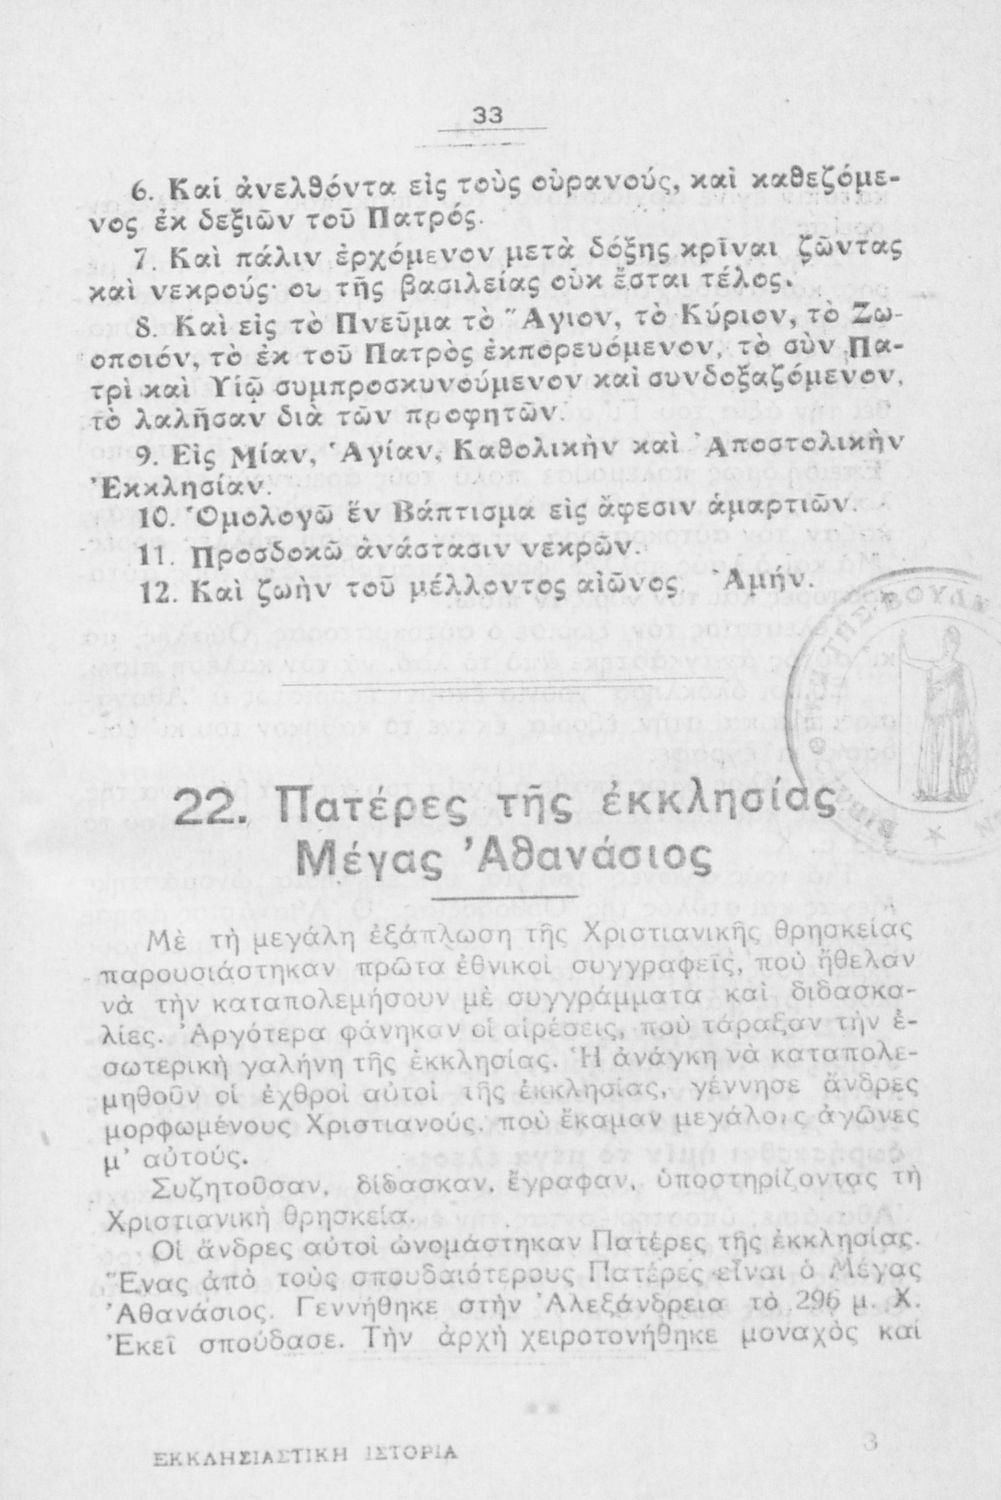 33
6. Καί ἀνελθόντα εἰς τοὺς οὐρανούς, καὶ καθεζόμε-
νος ἐκ δεξιῶν τοῦ Πατρός.
7. Καὶ πάλιν ἐρχόμενον μετὰ δόξης κρῖναι ζῶντας
καὶ νεκρούς· ου τῆς βασιλείας οὐκ ἔσται τέλος.
8. Καὶ εἰς τὸ Πνεῦμα τὸ Ἅγιον, τὸ Κύριον, τὸ Ζω-
οποιόν, τὸ ἐκ τοῦ Πατρὸς ἐκπορευόμενον, τὸ σὺν Πα-
τρὶ καὶ Υἱῷ συμπροσκυνούμενον καὶ συνδοξαζόμενον,
τὸ λαλῆσαν διὰ τῶν προφητῶν.
9. Εἰς Μίαν, Ἁγίαν, Καθολικὴν καὶ Ἀποστολικὴν
Ἐκκλησίαν.
10. Ὁμολογῶ ἕν Βάπτισμα εἰς ἄφεσιν ἁμαρτιῶν.
11. Προσδοκῶ ἀνάστασιν νεκρῶν.
12. Καὶ ζωὴν τοῦ μέλλοντος αἰῶνος. Ἀμήν.
22. Πατέρες τῆς ἐκκλησίας
Μέγας Ἀθανάσιος
Μὲ τὴ μεγάλη ἐξάπλωση τῆς Χριστιανικῆς θρησκείας
παρουσιάστηκαν πρῶτα ἐθνικοὶ συγγραφεῖς, ποὺ ἤθελαν
νὰ τὴν καταπολεμήσουν μὲ συγγράμματα καὶ διδασκα-
λίες. Ἀργότερα φάνηκαν οἱ αἱρέσεις, ποὺ τάραξαν τὴν ἐ-
σωτερικὴ γαλήνη τῆς ἐκκλησίας. Ἡ ἀνάγκη νὰ καταπολε-
μηθοῦν οἱ ἐχθροὶ αὐτοὶ τῆς ἐκκλησίας, γέννησε ἄνδρες
μορφωμένους Χριστιανούς, ποὺ ἔκαμαν μεγάλους ἀγῶνες
μ' αὐτούς.
Συζητοῦσαν, δίδασκαν, ἔγραφαν, ὑποστηρίζοντας τὴ
Χριστιανικὴ θρησκεία.
Οἱ ἄνδρες αὐτοὶ ὠνομάστηκαν Πατέρες τῆς ἐκκλησίας.
Ἕνας ἀπὸ τοὺς σπουδαιότερους Πατέρες εἶναι ὁ Μέγας
Ἀθανάσιος. Γεννήθηκε στὴν Ἀλεξάνδρεια τὸ 296 μ. Χ.
Ἐκεῖ σπούδασε. Τὴν ἀρχὴ χειροτονήθηκε μοναχὸς καὶ
ΕΚΚΛΗΣΙΑΣΤΙΚΗ ΙΣΤΟΡΙΑ
3